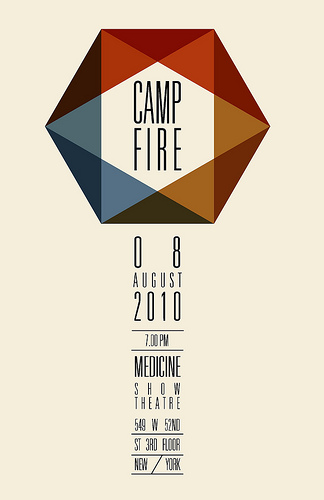 CAMP
FIRE
0 8
AUGUST
2010
7.00 PM
MEDICINE
SHOW
THEATRE
549 W 52ND
ST 3RD FLOOR
NEW / YORK